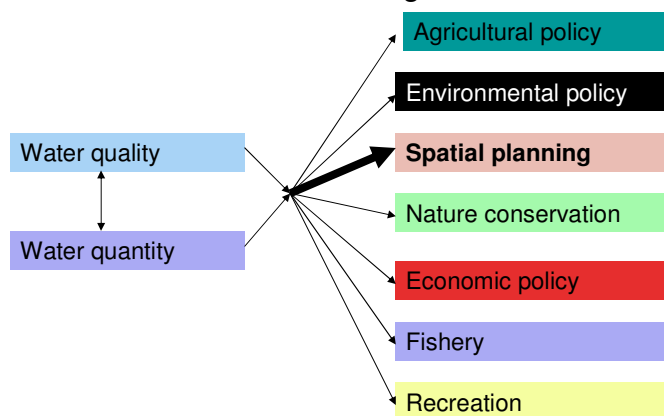 Agricultural policy
Environmental policy
Water quality
Spatial planning
Nature conservation
Water quantity
Economic policy
Fishery
Recreation